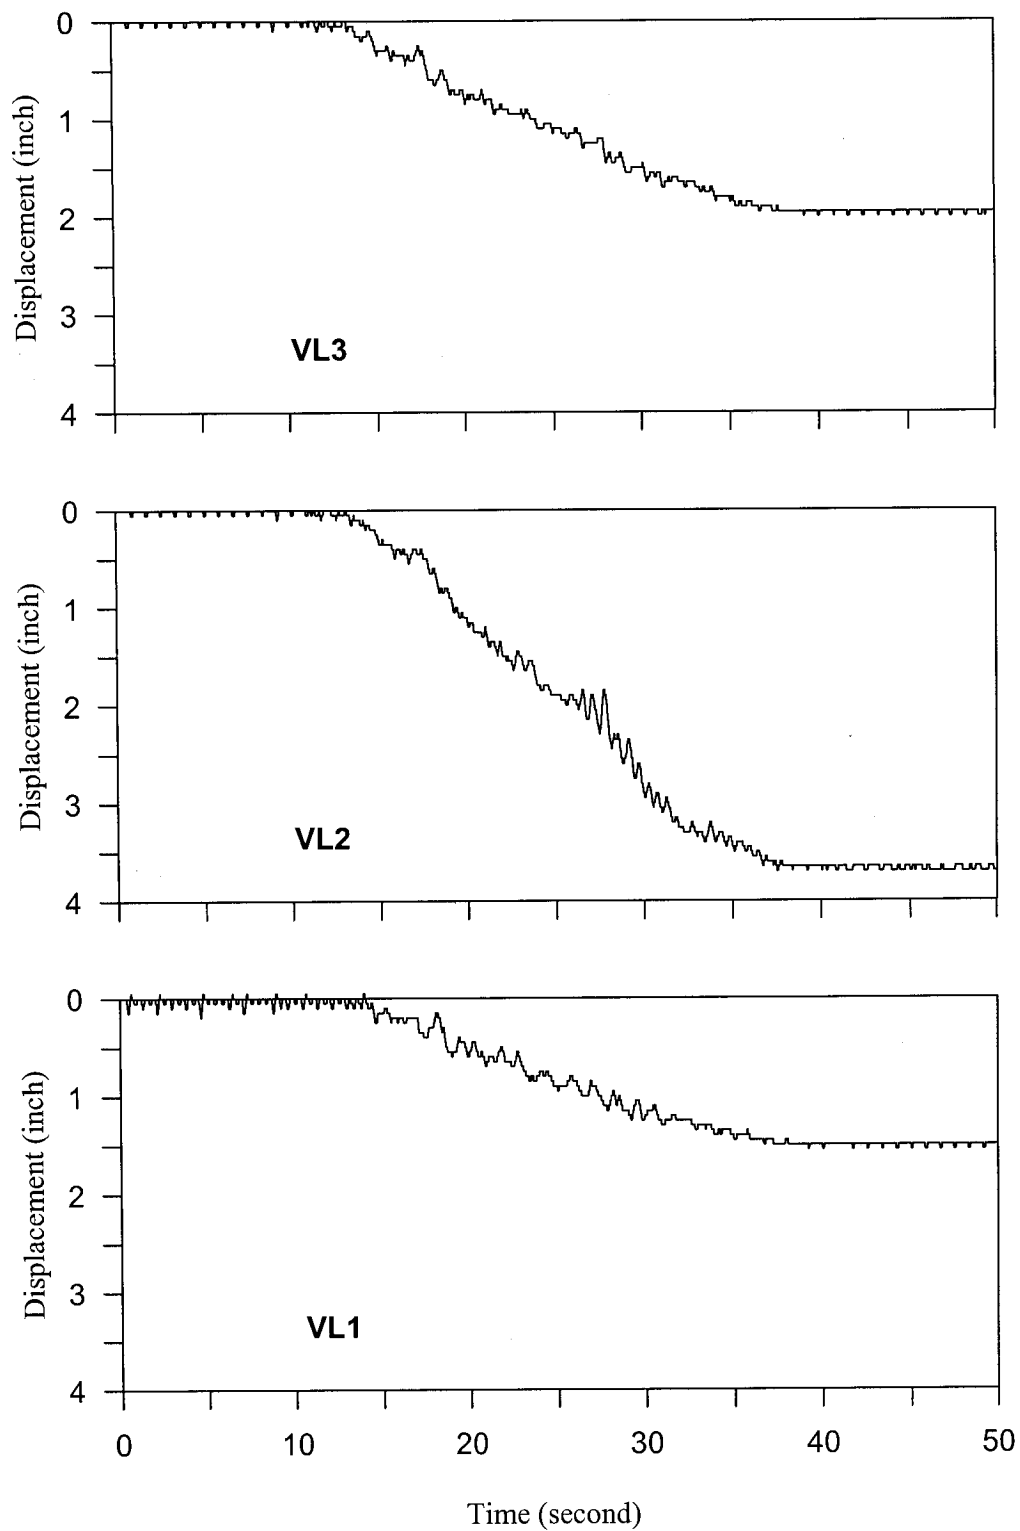 0
1
2
3
4
Displacement (inch)
VL3
0
1
2
3
4
Displacement (inch)
VL2
0
1
2
3
4
Displacement (inch)
VL1
0 10 20 30 40 50
Time (second)